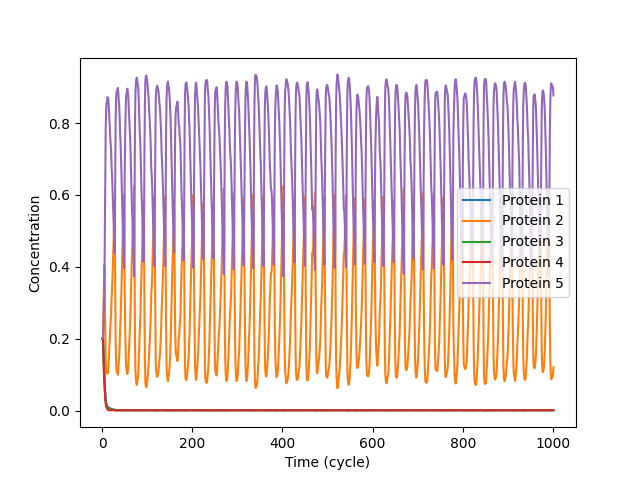 0.8
0.6
0.4
0.2
0.0
Concentration
0
200
400
600
800
1000
Time (cycle)
Protein 1
Protein 2
Protein 3
Protein 4
Protein 5